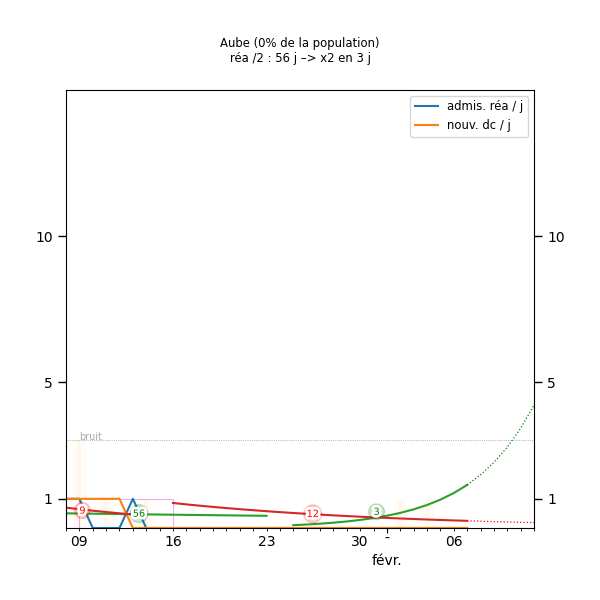 Aube (0% de la population)
réa /2 : 56 j –> x2 en 3 j
admis. réa / j
nouv. dc / j
10 10
5 5
bruit
1 1
9 56 12 3
09 16 23 30 - 06
févr.